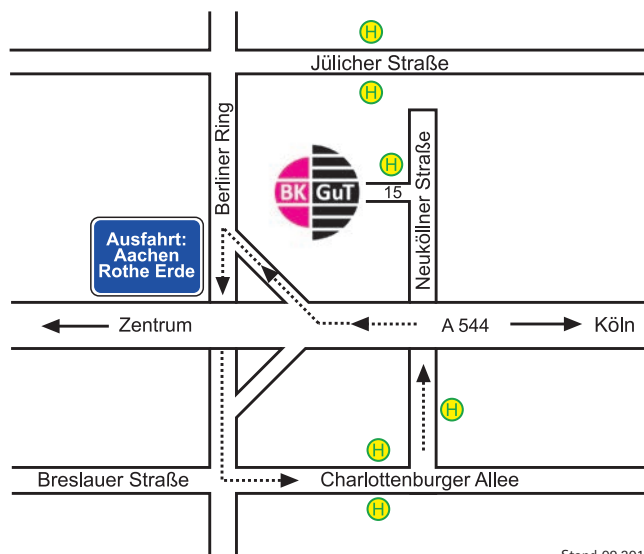 H
Jülicher Straße
H
Berliner Ring
H
BK GuT
15
Neuköllner Straße
Ausfahrt:
Aachen
Rothe Erde
Zentrum
A 544
Köln
H
H
Breslauer Straße
Charlottenburger Allee
H